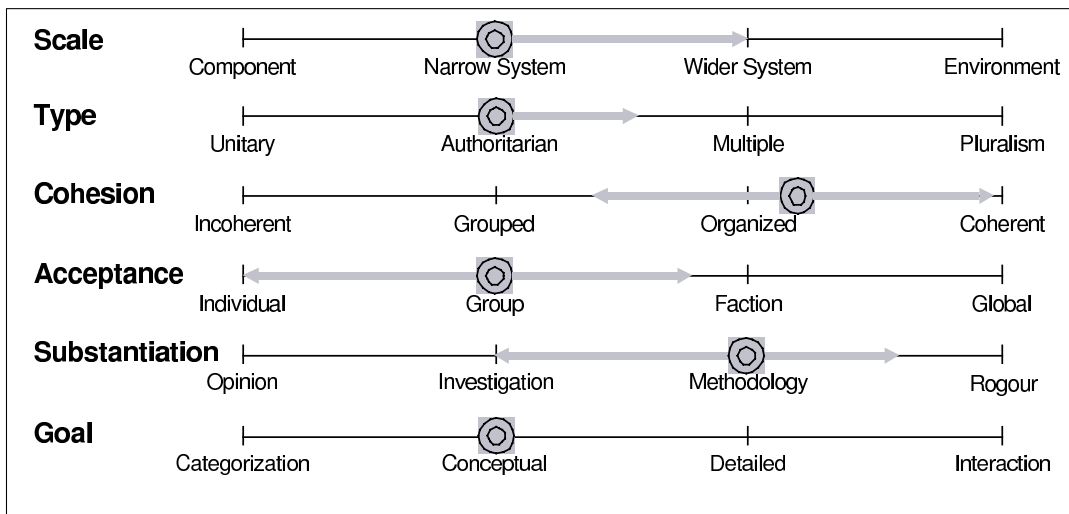 Scale
Component Narrow System Wider System Environment
Type
Unitary Authoritarian Multiple Pluralism
Cohesion
Incoherent Grouped Organized Coherent
Acceptance
Individual Group Faction Global
Substantiation
Opinion Investigation Methodology Rogour
Goal
Categorization Conceptual Detailed Interaction